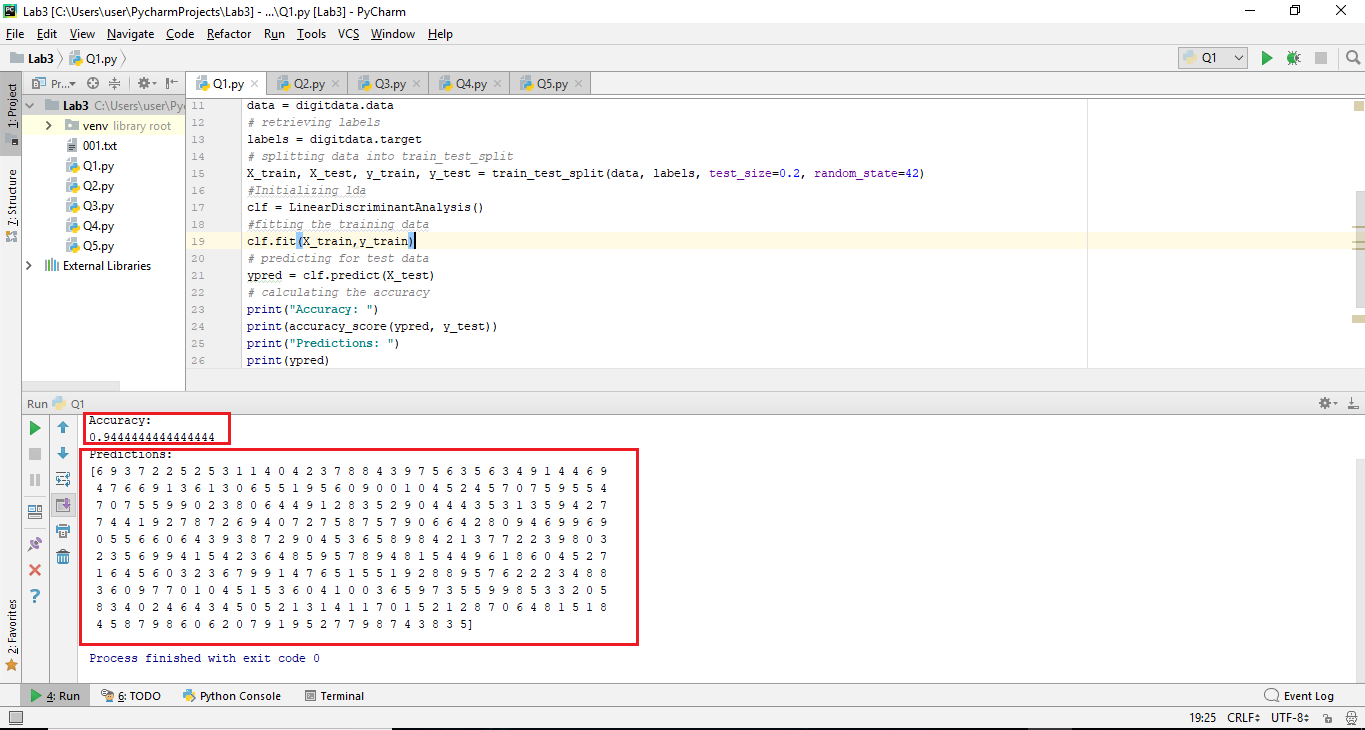 Lab3 [C:\Users\user\PycharmProjects\Lab3] - ...\Q1.py [Lab3] - PyCharm
File Edit View Navigate Code Refactor Run Tools VCS Window Help
Lab3 Q1.py
Q1
1: Project
7: Structure
2: Favorites
Pr...
Lab3 C:\Users\user\Py
venv library root
001.txt
Q1.py
Q2.py
Q3.py
Q4.py
Q5.py
External Libraries
Q1.py Q2.py Q3.py Q4.py Q5.py
11 data = digitdata.data
12 # retrieving labels
13 labels = digitdata.target
14 # splitting data into train_test_split
15 X_train, X_test, y_train, y_test = train_test_split(data, labels, test_size=0.2, random_state=42)
16 #Initializing lda
17 clf = LinearDiscriminantAnalysis()
18 #fitting the training data
19 clf.fit(X_train,y_train)
20 # predicting for test data
21 ypred = clf.predict(X_test)
22 # calculating the accuracy
23 print("Accuracy: ")
24 print(accuracy_score(ypred, y_test))
25 print("Predictions: ")
26 print(ypred)
Run Q1
Accuracy:
0.9444444444444444
Predictions:
[6 9 3 7 2 2 5 2 5 3 1 1 4 0 4 2 3 7 8 8 4 3 9 7 5 6 3 5 6 3 4 9 1 4 4 6 9
4 7 6 6 9 1 3 6 1 3 0 6 5 5 1 9 5 6 0 9 0 0 1 0 4 5 2 4 5 7 0 7 5 9 5 5 4
7 0 7 5 5 9 9 0 2 3 8 0 6 4 4 9 1 2 8 3 5 2 9 0 4 4 4 3 5 3 1 3 5 9 4 2 7
7 4 4 1 9 2 7 8 7 2 6 9 4 0 7 2 7 5 8 7 5 7 9 0 6 6 4 2 8 0 9 4 6 9 9 6 9
0 5 5 6 6 0 6 4 3 9 3 8 7 2 9 0 4 5 3 6 5 8 9 8 4 2 1 3 7 7 2 2 3 9 8 0 3
2 3 5 6 9 9 4 1 5 4 2 3 6 4 8 5 9 5 7 8 9 4 8 1 5 4 4 9 6 1 8 6 0 4 5 2 7
1 6 4 5 6 0 3 2 3 6 7 9 9 1 4 7 6 5 1 5 5 1 9 2 8 8 9 5 7 6 2 2 2 3 4 8 8
3 6 0 9 7 7 0 1 0 4 5 1 5 3 6 0 4 1 0 0 3 6 5 9 7 3 5 5 9 9 8 5 3 3 2 0 5
8 3 4 0 2 4 6 4 3 4 5 0 5 2 1 3 1 4 1 1 7 0 1 5 2 1 2 8 7 0 6 4 8 1 5 1 8
4 5 8 7 9 8 6 0 6 2 0 7 9 1 9 5 2 7 7 9 8 7 4 3 8 3 5]
Process finished with exit code 0
4: Run 6: TODO Python Console Terminal Event Log
19:25 CRLF UTF-8